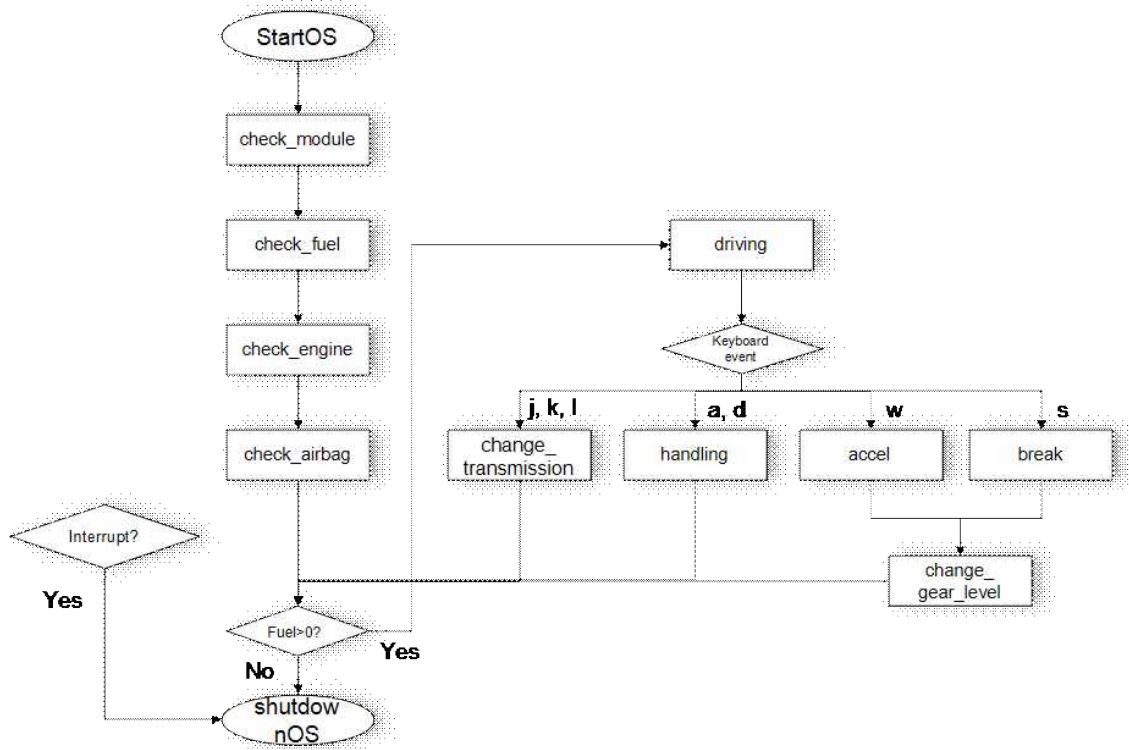 StartOS
check_module
check_fuel
driving
check_engine
Keyboard
event
j, k, l
a, d
w
s
check_airbag
change_
transmission
handling
accel
break
Interrupt?
change_
gear_level
Yes
Fuel>0?
Yes
No
shutdow
nOS